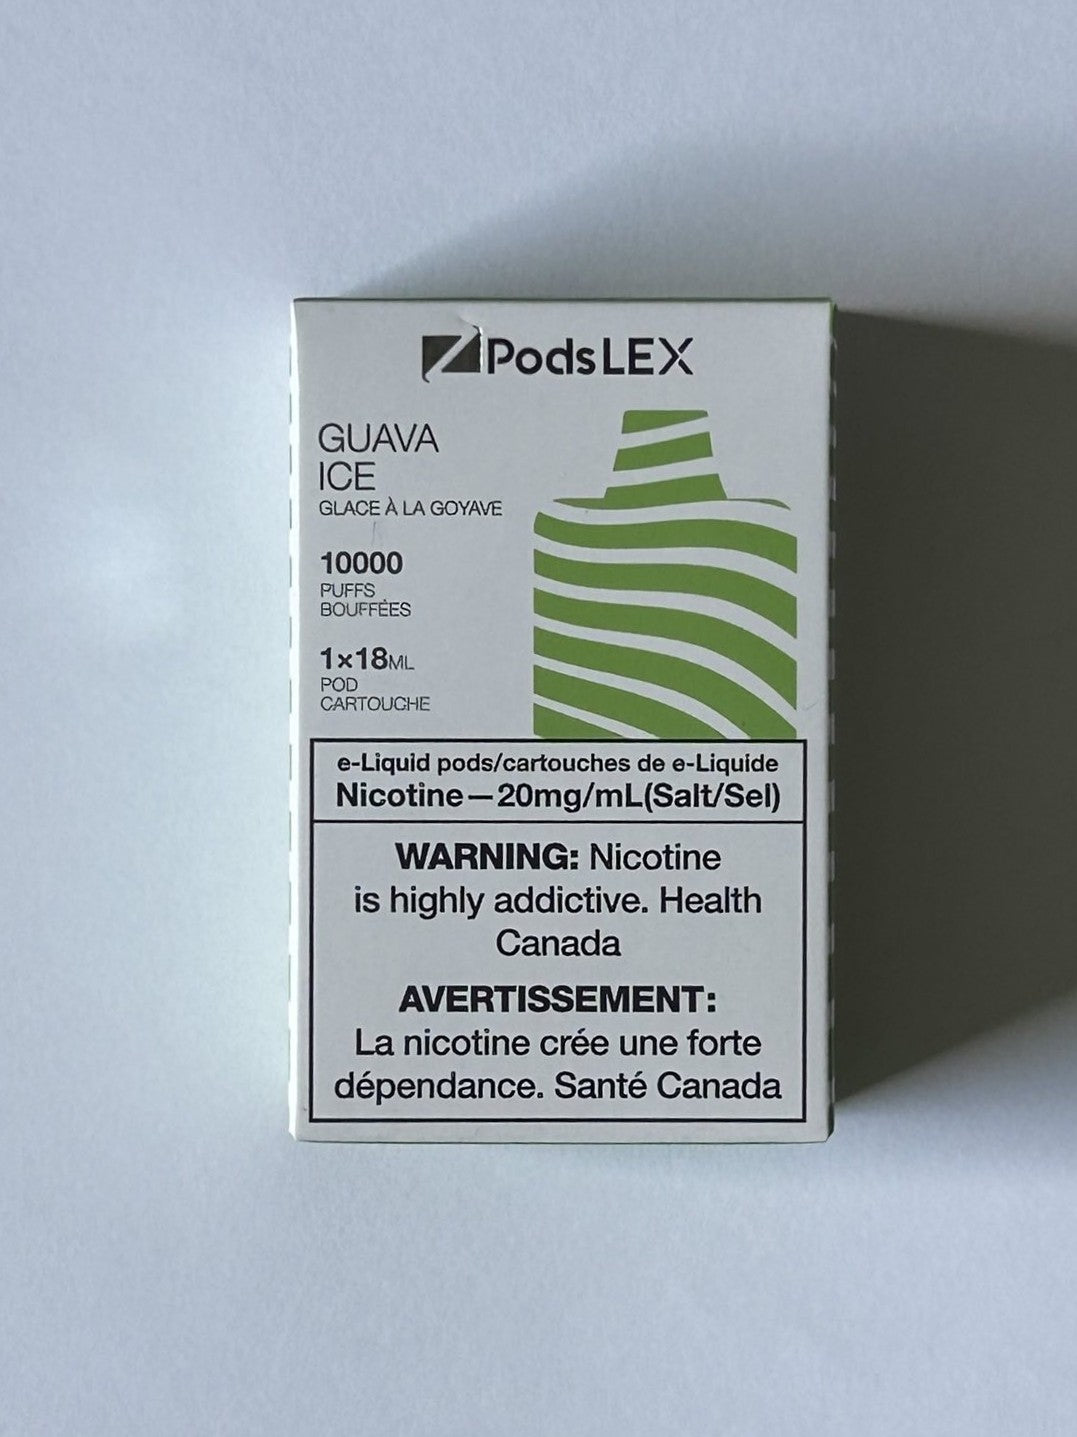 ZPodsLEX
GUAVA
ICE
GLACE À LA GOYAVE
10000
PUFFS
BOUFFÉES
1×18ML
POD
CARTOUCHE
e-Liquid pods/cartouches de e-Liquide
Nicotine—20mg/mL(Salt/Sel)
WARNING: Nicotine
is highly addictive. Health
Canada
AVERTISSEMENT:
La nicotine crée une forte
dépendance. Santé Canada